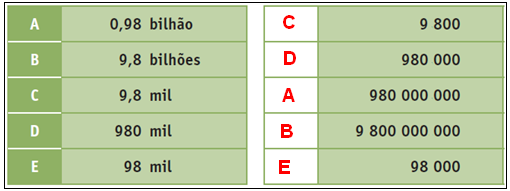 A 0,98 bilhão C 9 800
B 9,8 bilhões D 980 000
C 9,8 mil A 980 000 000
D 980 mil B 9 800 000 000
E 98 mil E 98 000